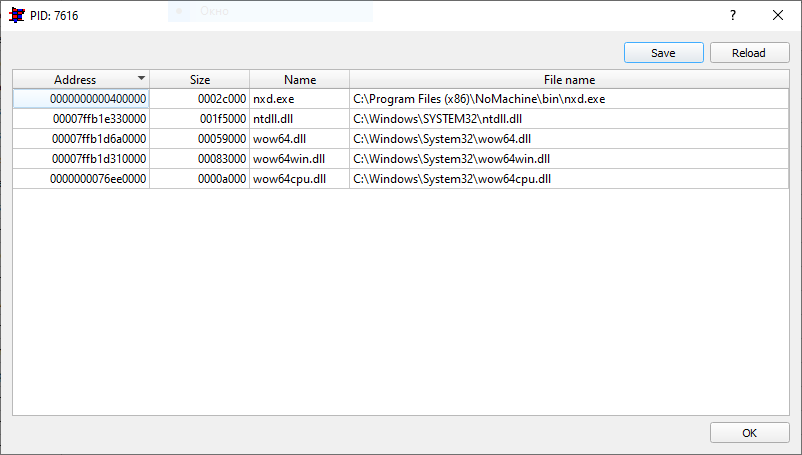 PID: 7616
Окно
Save Reload
Address Size Name File name
0000000000400000 0002c000 nxd.exe C:\Program Files (x86)\NoMachine\bin\nxd.exe
00007ffb1e330000 001f5000 ntdll.dll C:\Windows\SYSTEM32\ntdll.dll
00007ffb1d6a0000 00059000 wow64.dll C:\Windows\System32\wow64.dll
00007ffb1d310000 00083000 wow64win.dll C:\Windows\System32\wow64win.dll
0000000076ee0000 0000a000 wow64cpu.dll C:\Windows\System32\wow64cpu.dll
OK